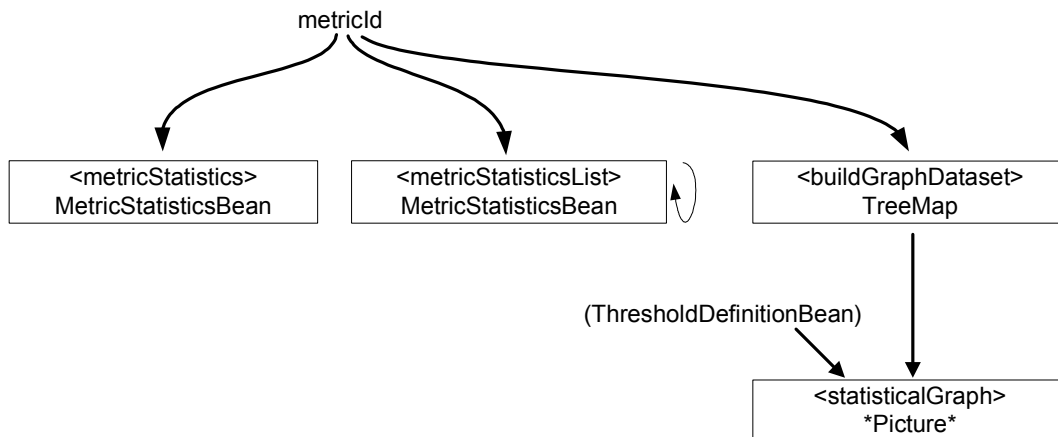 metricId
<metricStatistics>
MetricStatisticsBean
<metricStatisticsList>
MetricStatisticsBean
<buildGraphDataset>
TreeMap
(ThresholdDefinitionBean)
<statisticalGraph>
*Picture*